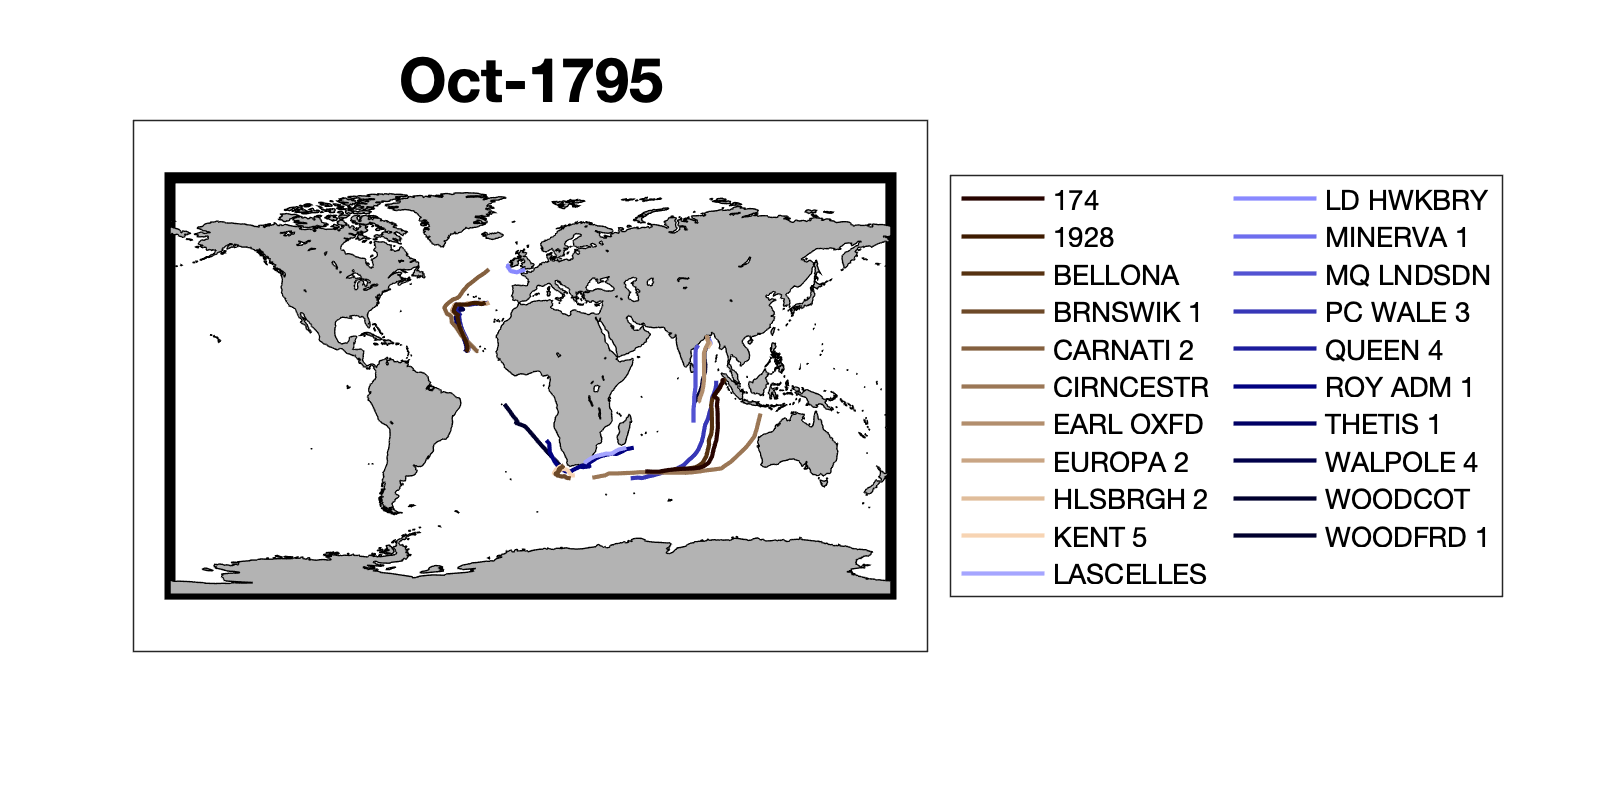 Oct-1795
174
1928
BELLONA
BRNSWIK 1
CARNATI 2
CIRNCESTR
EARL OXFD
EUROPA 2
HLSBRGH 2
KENT 5
LASCELLES
LD HWKBRY
MINERVA 1
MQ LNDSDN
PC WALE 3
QUEEN 4
ROY ADM 1
THETIS 1
WALPOLE 4
WOODCOT
WOODFRD 1